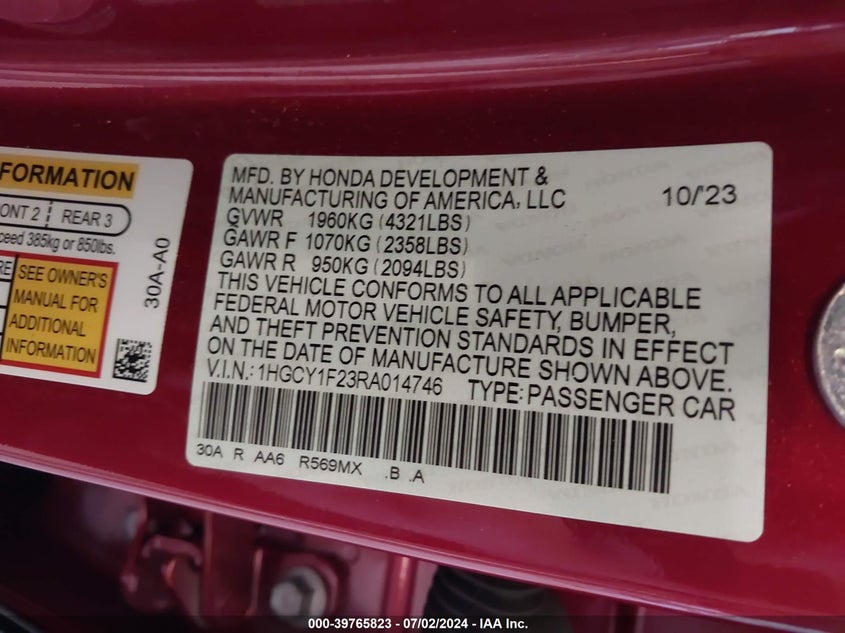 FORMATION
ONT 2 | REAR 3
ceed 385kg or 850lbs.
RE
SEE OWNER'S
MANUAL FOR
ADDITIONAL
INFORMATION
30A-A0
MFD. BY HONDA DEVELOPMENT &
MANUFACTURING OF AMERICA, LLC 10/23
GVWR 1960KG (4321LBS)
GAWR F 1070KG (2358LBS)
GAWR R 950KG (2094LBS)
THIS VEHICLE CONFORMS TO ALL APPLICABLE
FEDERAL MOTOR VEHICLE SAFETY, BUMPER,
AND THEFT PREVENTION STANDARDS IN EFFECT
ON THE DATE OF MANUFACTURE SHOWN ABOVE.
V.I.N.: 1HGCY1F23RA014746 TYPE: PASSENGER CAR
30A R AA6 R569MX .B .A
000-39765823 - 07/02/2024 - IAA Inc.